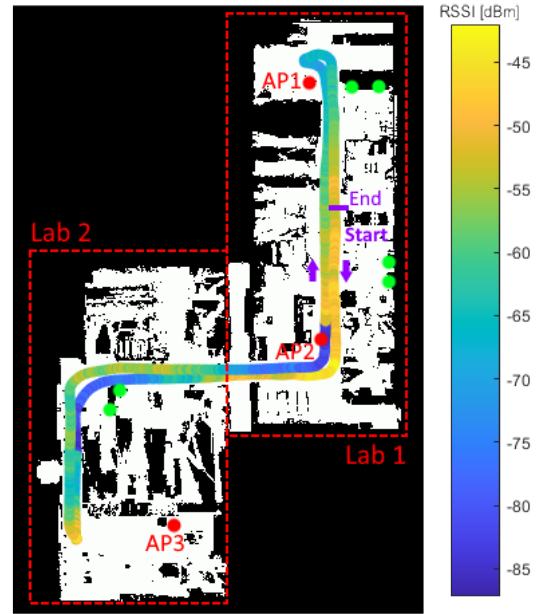 RSSI [dBm]
-45
-50
-55
-60
-65
-70
-75
-80
-85
AP1
End
Start
Lab 2
AP2
Lab 1
AP3